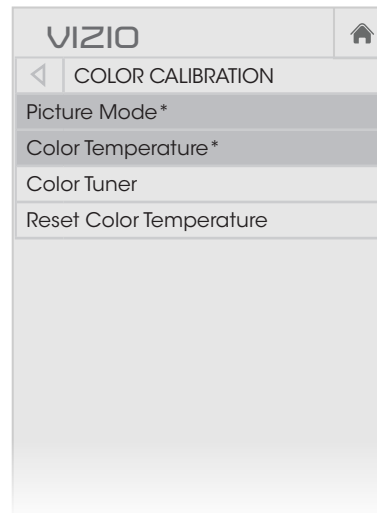 VIZIO
COLOR CALIBRATION
Picture Mode*
Color Temperature*
Color Tuner
Reset Color Temperature